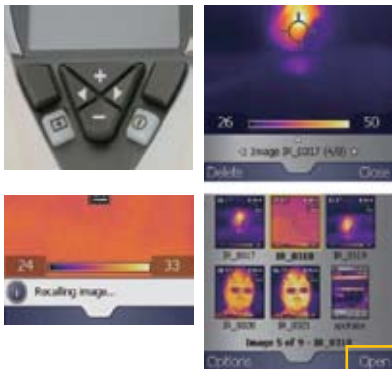 26 50
Image IR_0317 (4/9)
Delete Close
24 33
Recalling image...
IR_0317 IR_0318 IR_0319
IR_0320 IR_0321
Image 5 of 9 - IR_0318
Options Open